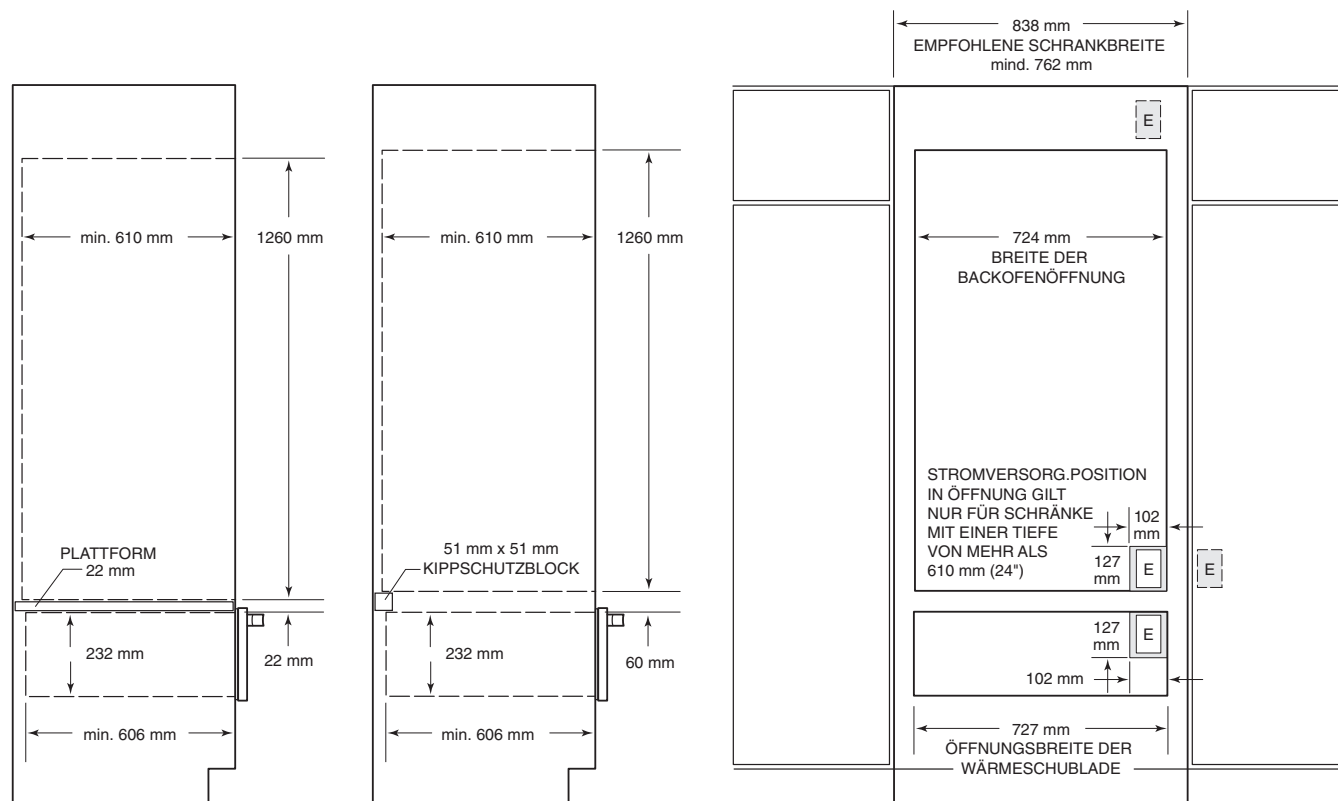 838 mm
EMPFOHLENE SCHRANKBREITE
mind. 762 mm
E
min. 610 mm
1260 mm
PLATTFORM
22 mm
232 mm
22 mm
min. 606 mm
min. 610 mm
1260 mm
51 mm x 51 mm
KIPPSCHUTZBLOCK
232 mm
60 mm
min. 606 mm
724 mm
BREITE DER
BACKOFENÖFFNUNG
STROMVERSORG.POSITION
IN ÖFFNUNG GILT
NUR FÜR SCHRÄNKE
MIT EINER TIEFE
VON MEHR ALS
610 mm (24")
102
mm
127
mm
E
E
127
mm
E
102 mm
727 mm
ÖFFNUNGSBREITE DER
WÄRMESCHUBLADE